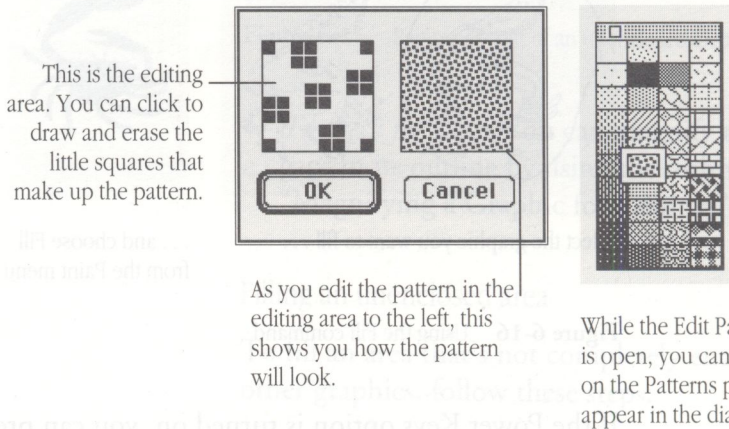 This is the editing
area. You can click to
draw and erase the
little squares that
make up the pattern.
OK
Cancel
As you edit the pattern in the
editing area to the left, this
shows you how the pattern
will look.
While the Edit Pa
is open, you can
on the Patterns p
appear in the dia